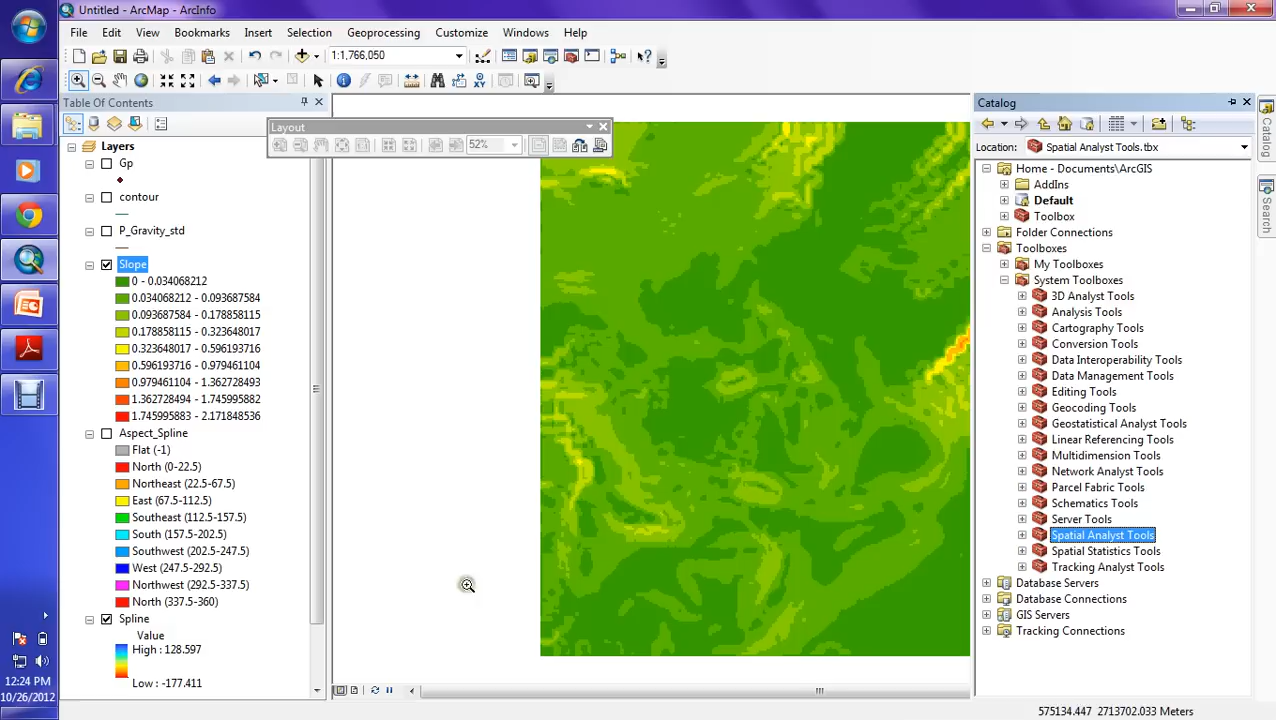 Untitled - ArcMap - ArcInfo
File Edit View Bookmarks Insert Selection Geoprocessing Customize Windows Help
1:1,766,050
Table Of Contents
Layers
Gp
contour
P_Gravity_std
Slope
0 - 0.034068212
0.034068212 - 0.093687584
0.093687584 - 0.178858115
0.178858115 - 0.323648017
0.323648017 - 0.596193716
0.596193716 - 0.979461104
0.979461104 - 1.362728493
1.362728494 - 1.745995882
1.745995883 - 2.171848536
Aspect_Spline
Flat (-1)
North (0-22.5)
Northeast (22.5-67.5)
East (67.5-112.5)
Southeast (112.5-157.5)
South (157.5-202.5)
Southwest (202.5-247.5)
West (247.5-292.5)
Northwest (292.5-337.5)
North (337.5-360)
Spline
Value
High : 128.597
Low : -177.411
Layout
52%
Catalog
Location: Spatial Analyst Tools.tbx
Home - Documents\ArcGIS
AddIns
Default
Toolbox
Folder Connections
Toolboxes
My Toolboxes
System Toolboxes
3D Analyst Tools
Analysis Tools
Cartography Tools
Conversion Tools
Data Interoperability Tools
Data Management Tools
Editing Tools
Geocoding Tools
Geostatistical Analyst Tools
Linear Referencing Tools
Multidimension Tools
Network Analyst Tools
Parcel Fabric Tools
Schematics Tools
Server Tools
Spatial Analyst Tools
Spatial Statistics Tools
Tracking Analyst Tools
Database Servers
Database Connections
GIS Servers
Tracking Connections
Catalog
Search
12:24 PM
10/26/2012
575134.447 2713702.033 Meters